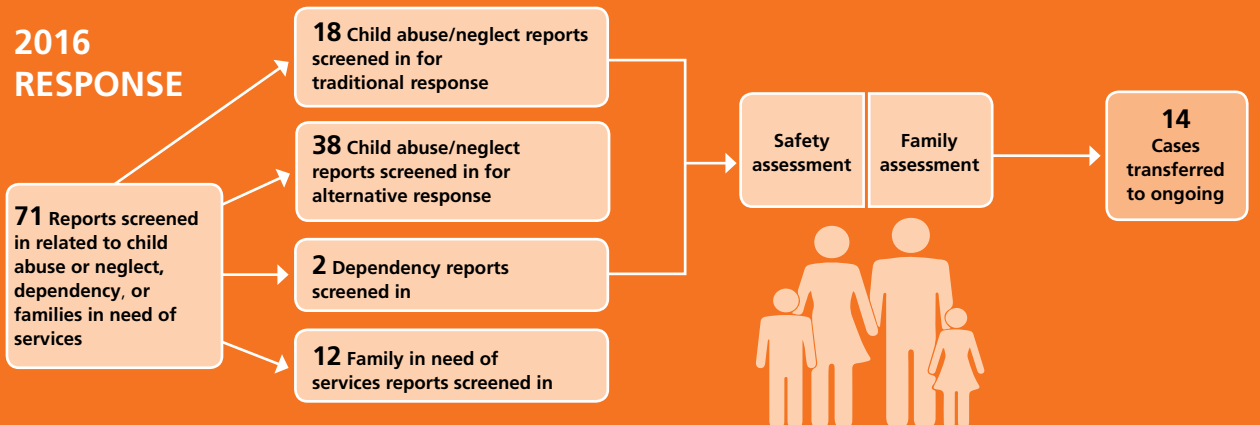 2016
RESPONSE
71 Reports screened
in related to child
abuse or neglect,
dependency, or
families in need of
services
18 Child abuse/neglect reports
screened in for
traditional response
38 Child abuse/neglect
reports screened in for
alternative response
2 Dependency reports
screened in
12 Family in need of
services reports screened in
Safety
assessment
Family
assessment
14
Cases
transferred
to ongoing